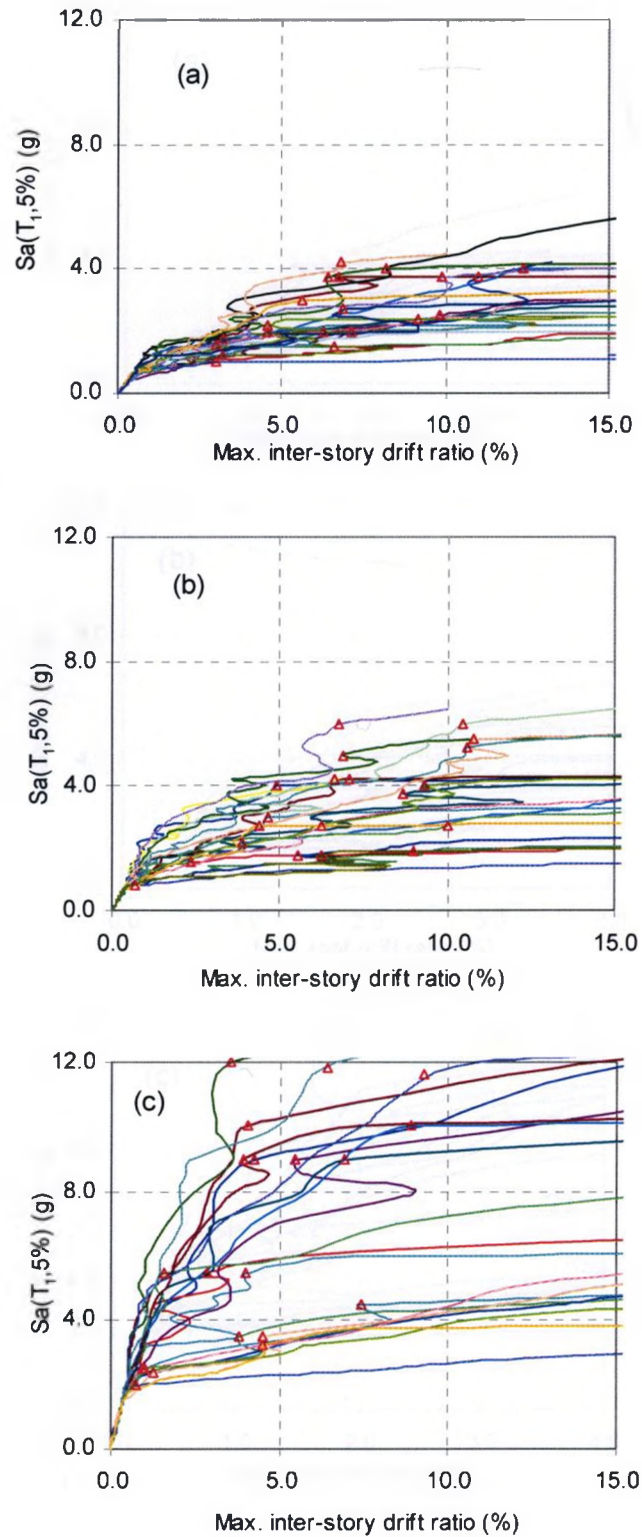 12.0
(a)
8.0
Sa(T1,5%) (g)
4.0
0.0
0.0 5.0 10.0 15.0
Max. inter-story drift ratio (%)
12.0
(b)
8.0
Sa(T1,5%) (g)
4.0
0.0
0.0 5.0 10.0 15.0
Max. inter-story drift ratio (%)
12.0
(c)
8.0
Sa(T1,5%) (g)
4.0
0.0
0.0 5.0 10.0 15.0
Max. inter-story drift ratio (%)